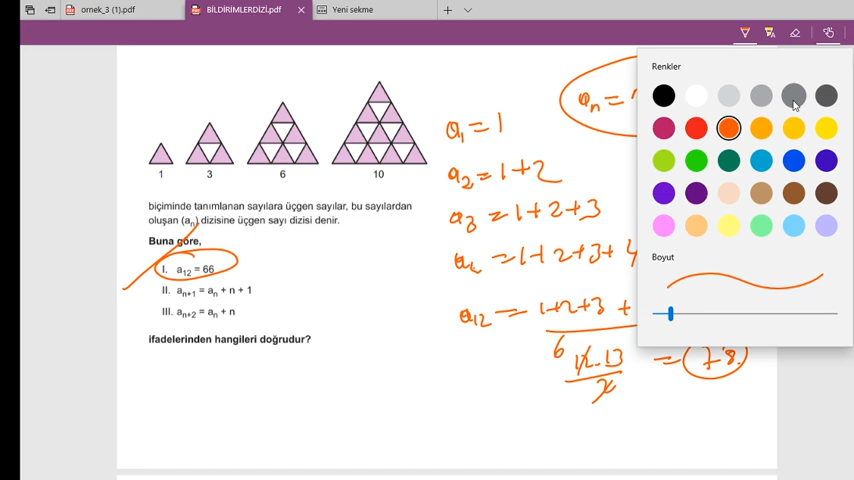 ornek_3 (1).pdf
BİLDİRİMLERDİZİ.pdf
Yeni sekme
Renkler
Boyut
1 3 6 10
biçiminde tanımlanan sayılara üçgen sayılar, bu sayılardan
oluşan (aₙ) dizisine üçgen sayı dizisi denir.
Buna göre,
I. a₁₂ = 66
II. aₙ₊₁ = aₙ + n + 1
III. aₙ₊₂ = aₙ + n
ifadelerinden hangileri doğrudur?
aₙ =
a₁ = 1
a₂ = 1+2
a₃ = 1+2+3
a₄ = 1+2+3+4
a₁₂ = 1+2+3+
6
12.13
= 78
2